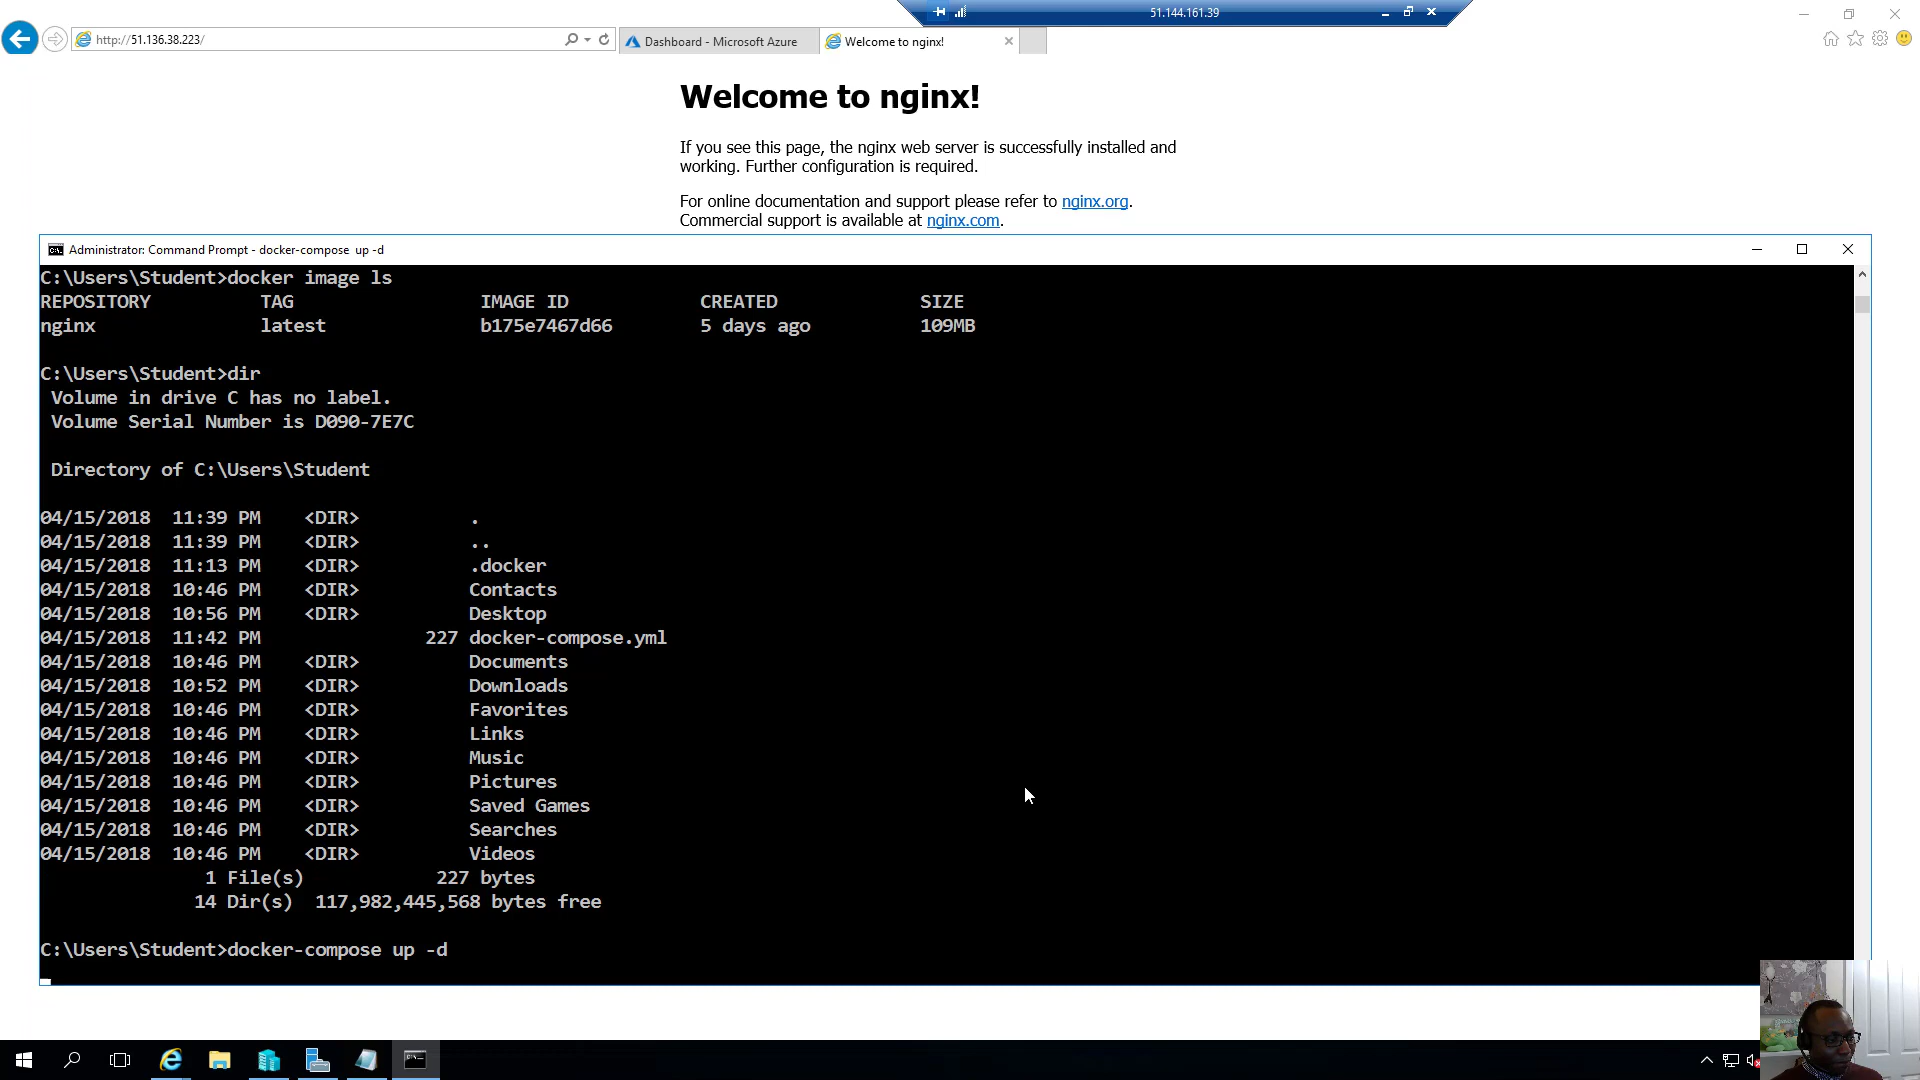 51.144.161.39
http://51.136.38.223/
Dashboard - Microsoft Azure
Welcome to nginx!
Welcome to nginx!
If you see this page, the nginx web server is successfully installed and
working. Further configuration is required.
For online documentation and support please refer to nginx.org.
Commercial support is available at nginx.com.
Administrator: Command Prompt - docker-compose  up -d
C:\Users\Student>docker image ls
REPOSITORY          TAG                 IMAGE ID            CREATED             SIZE
nginx               latest              b175e7467d66        5 days ago          109MB
C:\Users\Student>dir
 Volume in drive C has no label.
 Volume Serial Number is D090-7E7C
 Directory of C:\Users\Student
04/15/2018  11:39 PM    <DIR>          .
04/15/2018  11:39 PM    <DIR>          ..
04/15/2018  11:13 PM    <DIR>          .docker
04/15/2018  10:46 PM    <DIR>          Contacts
04/15/2018  10:56 PM    <DIR>          Desktop
04/15/2018  11:42 PM               227 docker-compose.yml
04/15/2018  10:46 PM    <DIR>          Documents
04/15/2018  10:52 PM    <DIR>          Downloads
04/15/2018  10:46 PM    <DIR>          Favorites
04/15/2018  10:46 PM    <DIR>          Links
04/15/2018  10:46 PM    <DIR>          Music
04/15/2018  10:46 PM    <DIR>          Pictures
04/15/2018  10:46 PM    <DIR>          Saved Games
04/15/2018  10:46 PM    <DIR>          Searches
04/15/2018  10:46 PM    <DIR>          Videos
               1 File(s)            227 bytes
              14 Dir(s)  117,982,445,568 bytes free
C:\Users\Student>docker-compose up -d